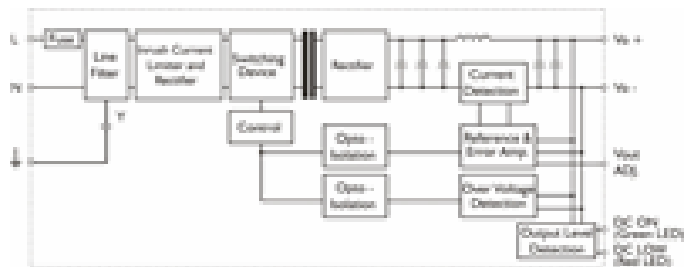 L
Fuse
Line
Filter
Inrush Current
Limiter and
Rectifier
Switching
Device
Rectifier
Vo +
N
Vo -
Current
Detection
Y
Control
Opto -
Isolation
Reference &
Error Amp.
Vout
ADJ.
Opto -
Isolation
Over Voltage
Detection
Output Level
Detection
DC ON
(Green LED)
DC LOW
(Red LED)